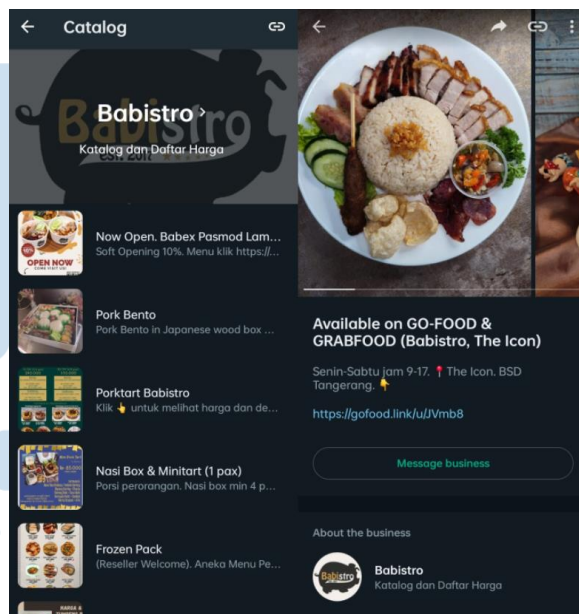 Catalog
Babistro
Babistro
est. 2017
Katalog dan Daftar Harga
OPEN NOW
Now Open. Babex Pasmod Lam...
Soft Opening 10%. Menu klik https://...
Pork Bento
Pork Bento in Japanese wood box ...
Porktart Babistro
Klik 👆 untuk melihat harga dan de...
Nasi Box & Minitart (1 pax)
Porsi perorangan. Nasi box min 4 p...
Frozen Pack
(Reseller Welcome). Aneka Menu Pe...
Available on GO-FOOD &
GRABFOOD (Babistro, The Icon)
Senin-Sabtu jam 9-17. 📍 The Icon. BSD
Tangerang. 👇
https://gofood.link/u/JVmb8
Message business
About the business
Babistro
Babistro
Katalog dan Daftar Harga